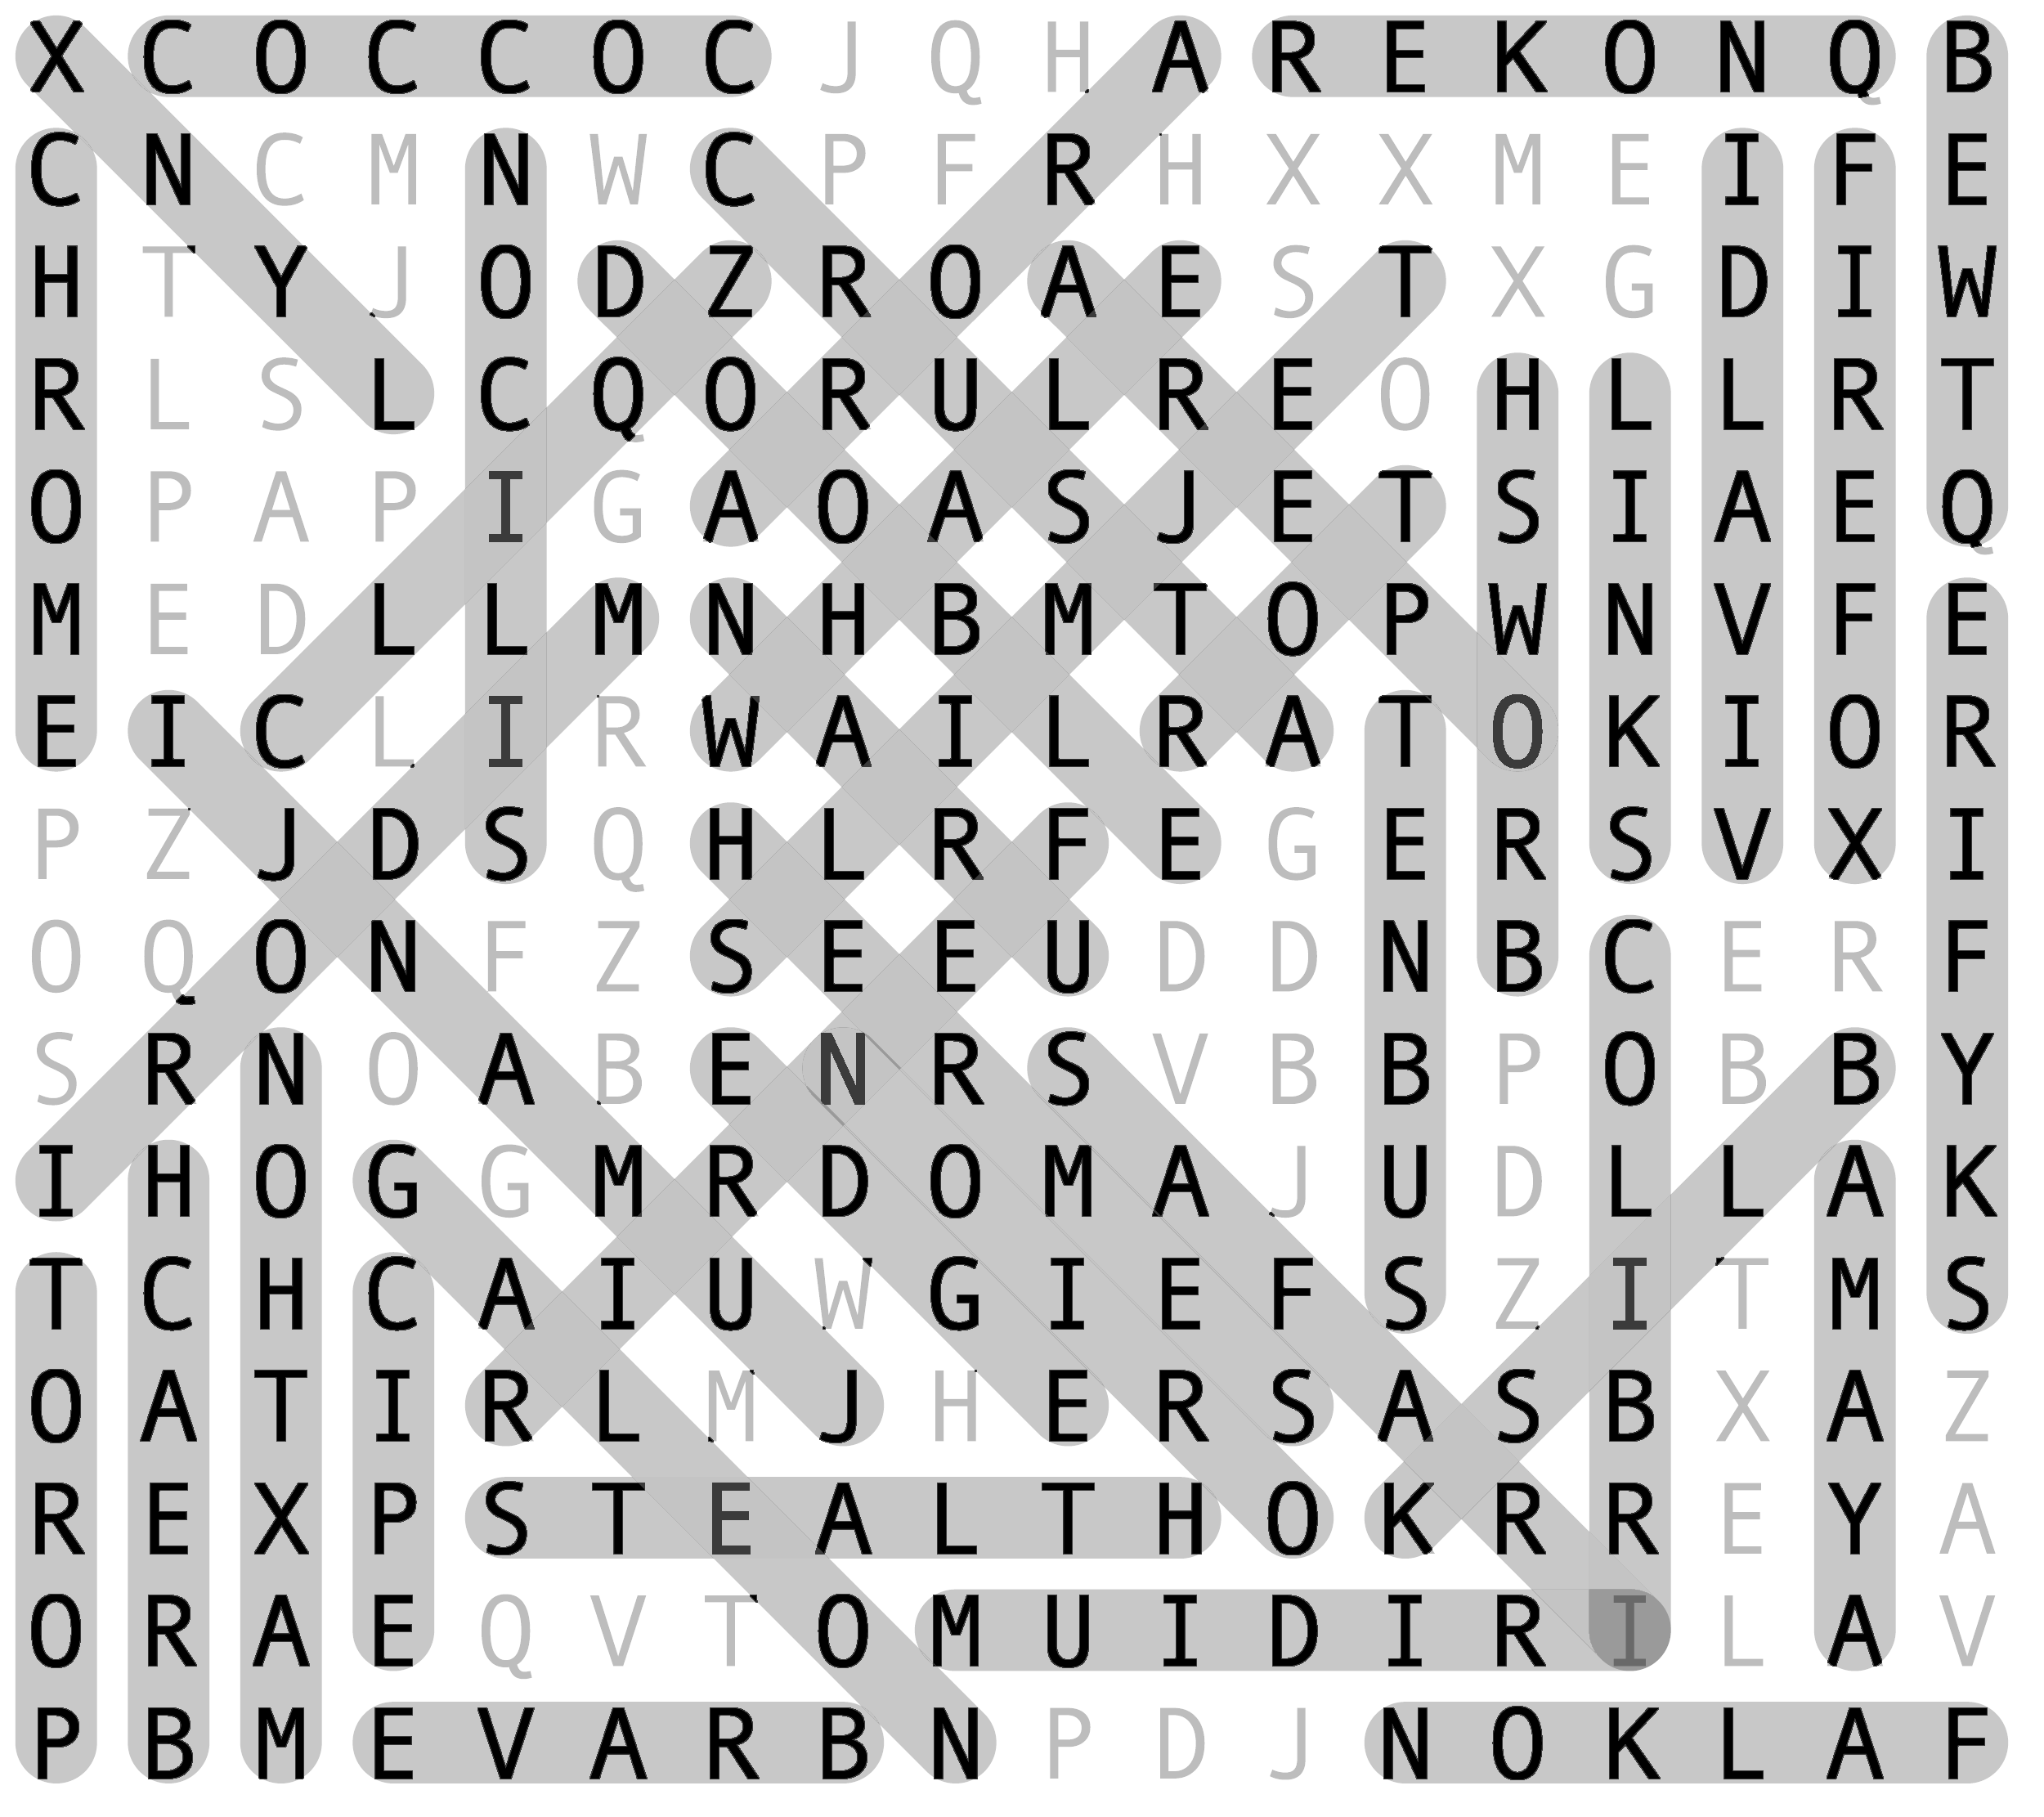 X C O C C O C J Q H A R E K O N Q B
C N C M N W C P F R H X X M E I F E
H T Y J O D Z R O A E S T X G D I W
R L S L C Q O R U L R E O H L L R T
O P A P I G A O A S J E T S I A E Q
M E D L L M N H B M T O P W N V F E
E I C L I R W A I L R A T O K I O R
P Z J D S Q H L R F E G E R S V X I
O Q O N F Z S E E U D D N B C E R F
S R N O A B E N R S V B B P O B B Y
I H O G G M R D O M A J U D L L A K
T C H C A I U W G I E F S Z I T M S
O A T I R L M J H E R S A S B X A Z
R E X P S T E A L T H O K R R E Y A
O R A E Q V T O M U I D I R I L A V
P B M E V A R B N P D J N O K L A F